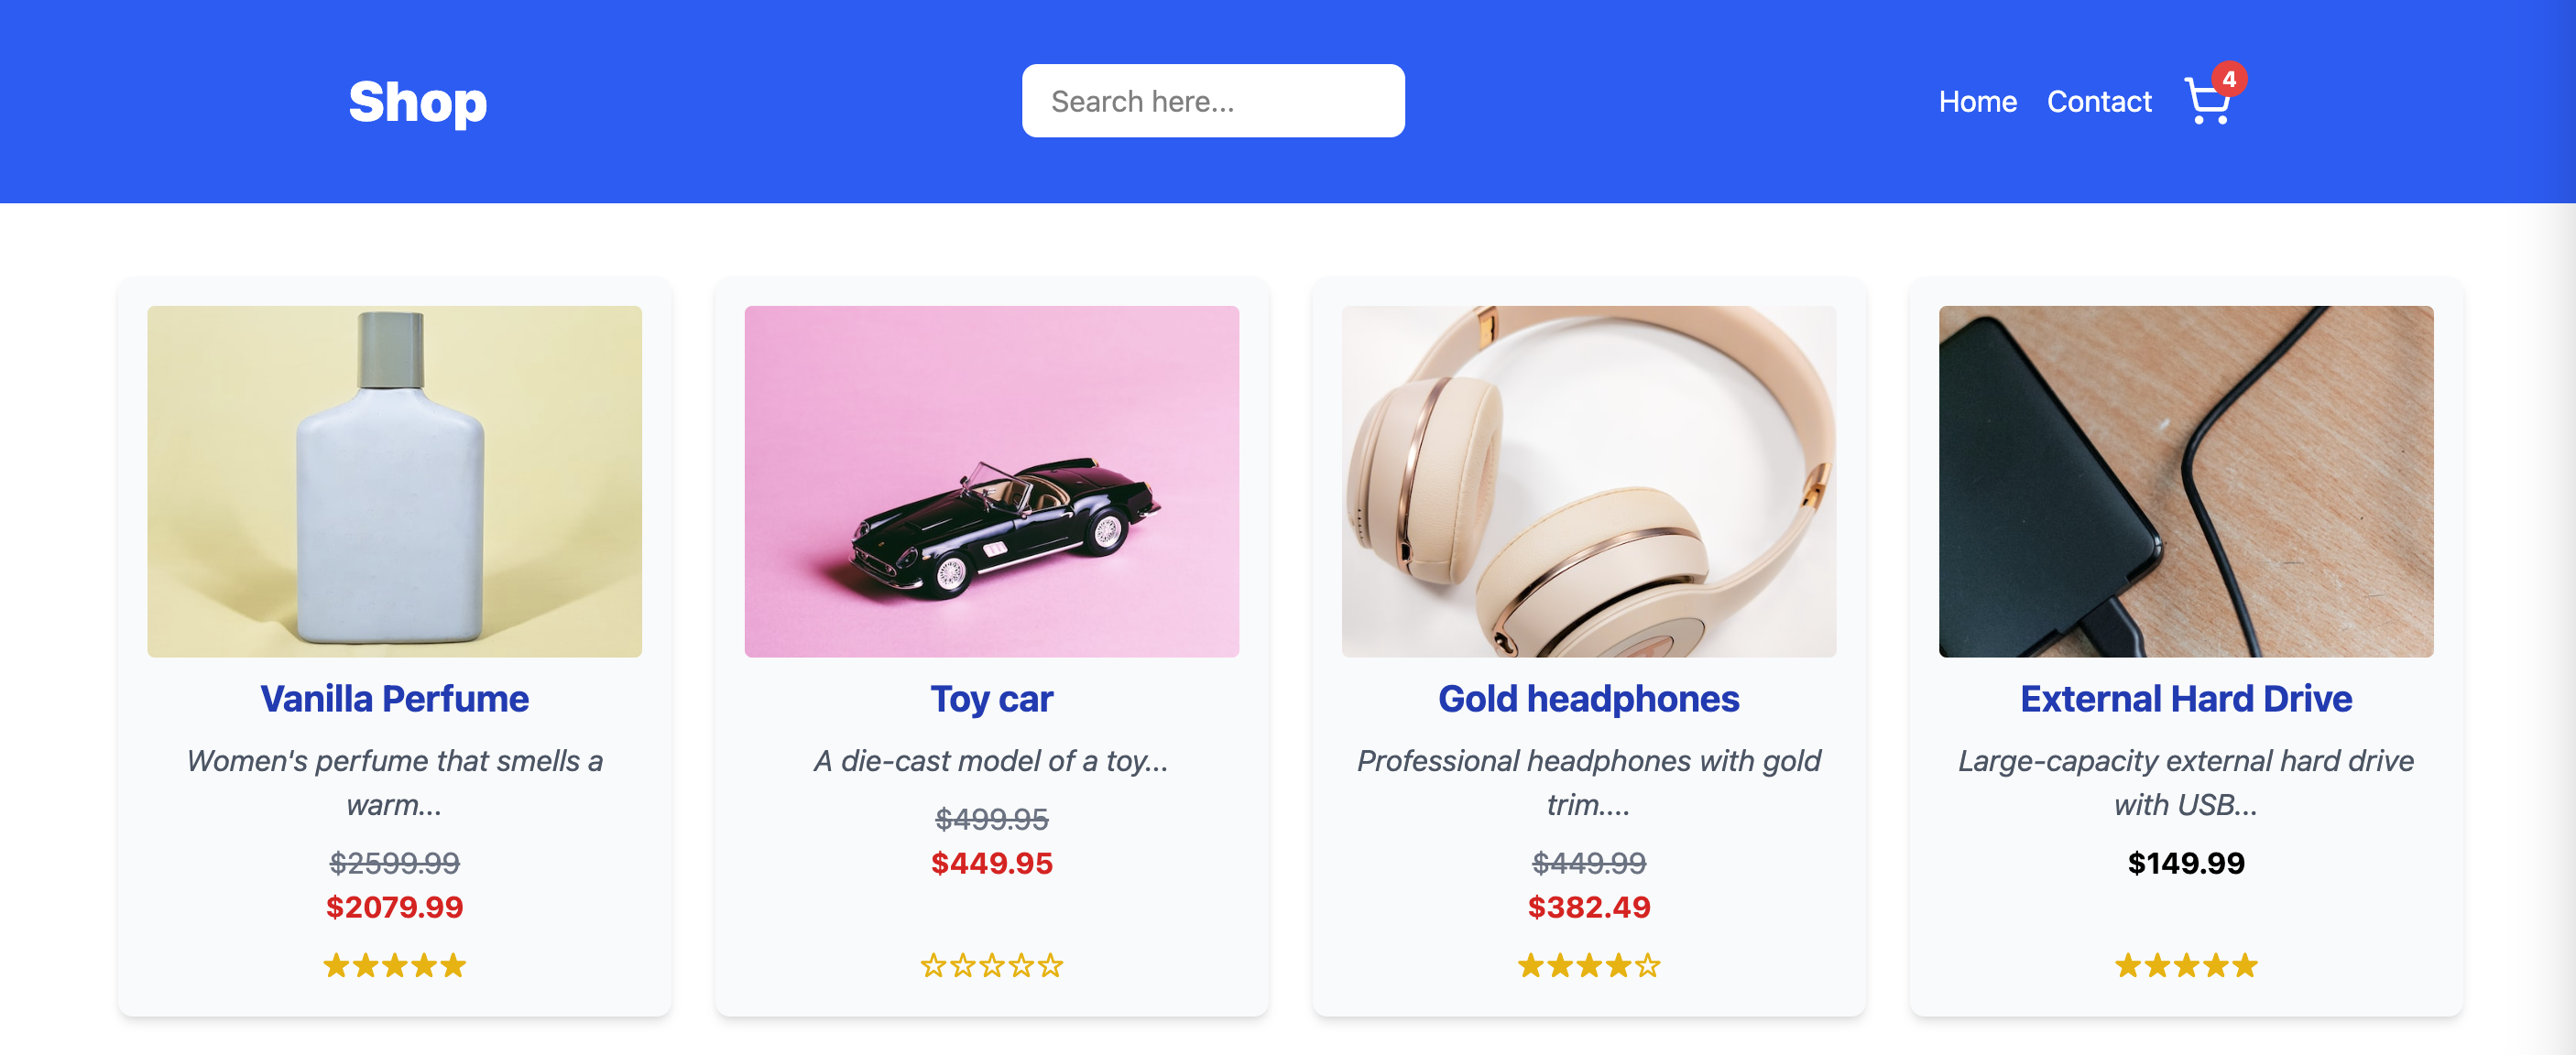 Shop
Search here...
Home
Contact
4
Vanilla Perfume
Women's perfume that smells a
warm...
$2599.99
$2079.99
Toy car
A die-cast model of a toy...
$499.95
$449.95
Gold headphones
Professional headphones with gold
trim....
$449.99
$382.49
External Hard Drive
Large-capacity external hard drive
with USB...
$149.99